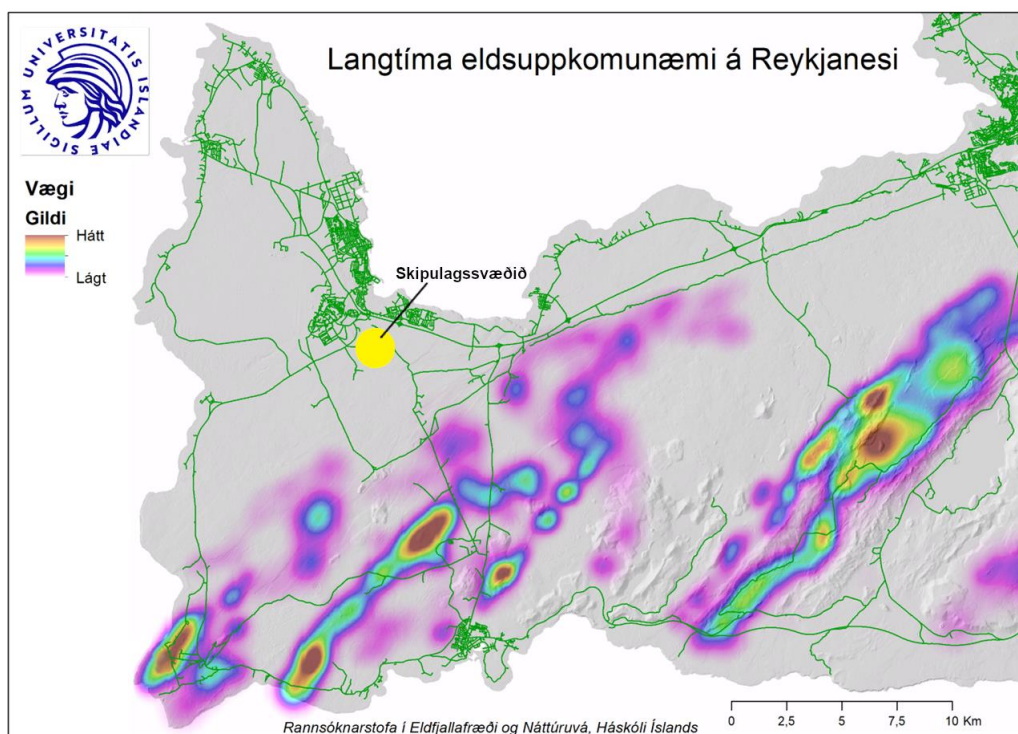 Langtíma eldsuppkomunæmi á Reykjanesi
SIGILLUM UNIVERSITATIS ISLANDIAE
Vægi
Gildi
Hátt
Lágt
Skipulagssvæðið
0 2,5 5 7,5 10 Km
Rannsóknarstofa í Eldfjallafræði og Náttúruvá, Háskóli Íslands